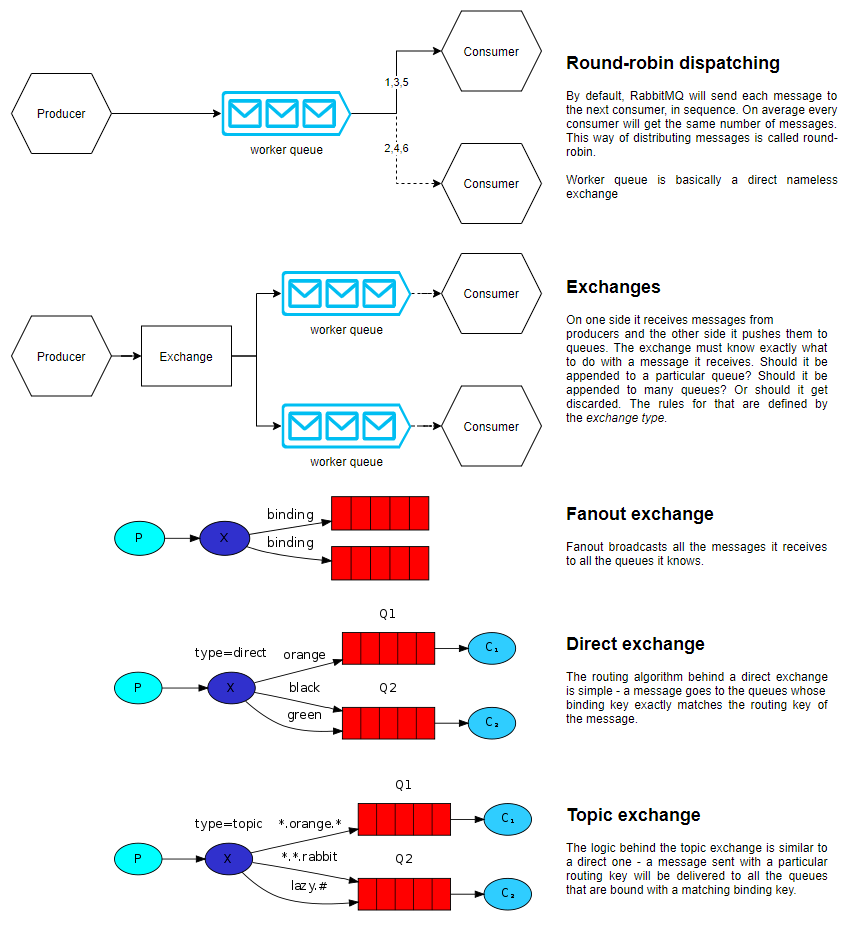 Producer
worker queue
1,3,5
2,4,6
Consumer
Consumer
Round-robin dispatching
By default, RabbitMQ will send each message to
the next consumer, in sequence. On average every
consumer will get the same number of messages.
This way of distributing messages is called round-
robin.
Worker queue is basically a direct nameless
exchange
Producer
Exchange
worker queue
worker queue
Consumer
Consumer
Exchanges
On one side it receives messages from
producers and the other side it pushes them to
queues. The exchange must know exactly what
to do with a message it receives. Should it be
appended to a particular queue? Should it be
appended to many queues? Or should it get
discarded. The rules for that are defined by
the exchange type.
P
X
binding
binding
Fanout exchange
Fanout broadcasts all the messages it receives
to all the queues it knows.
P
type=direct
X
orange
black
green
Q1
Q2
C₁
C₂
Direct exchange
The routing algorithm behind a direct exchange
is simple - a message goes to the queues whose
binding key exactly matches the routing key of
the message.
P
type=topic
X
*.orange.*
*.*.rabbit
lazy.#
Q1
Q2
C₁
C₂
Topic exchange
The logic behind the topic exchange is similar to
a direct one - a message sent with a particular
routing key will be delivered to all the queues
that are bound with a matching binding key.